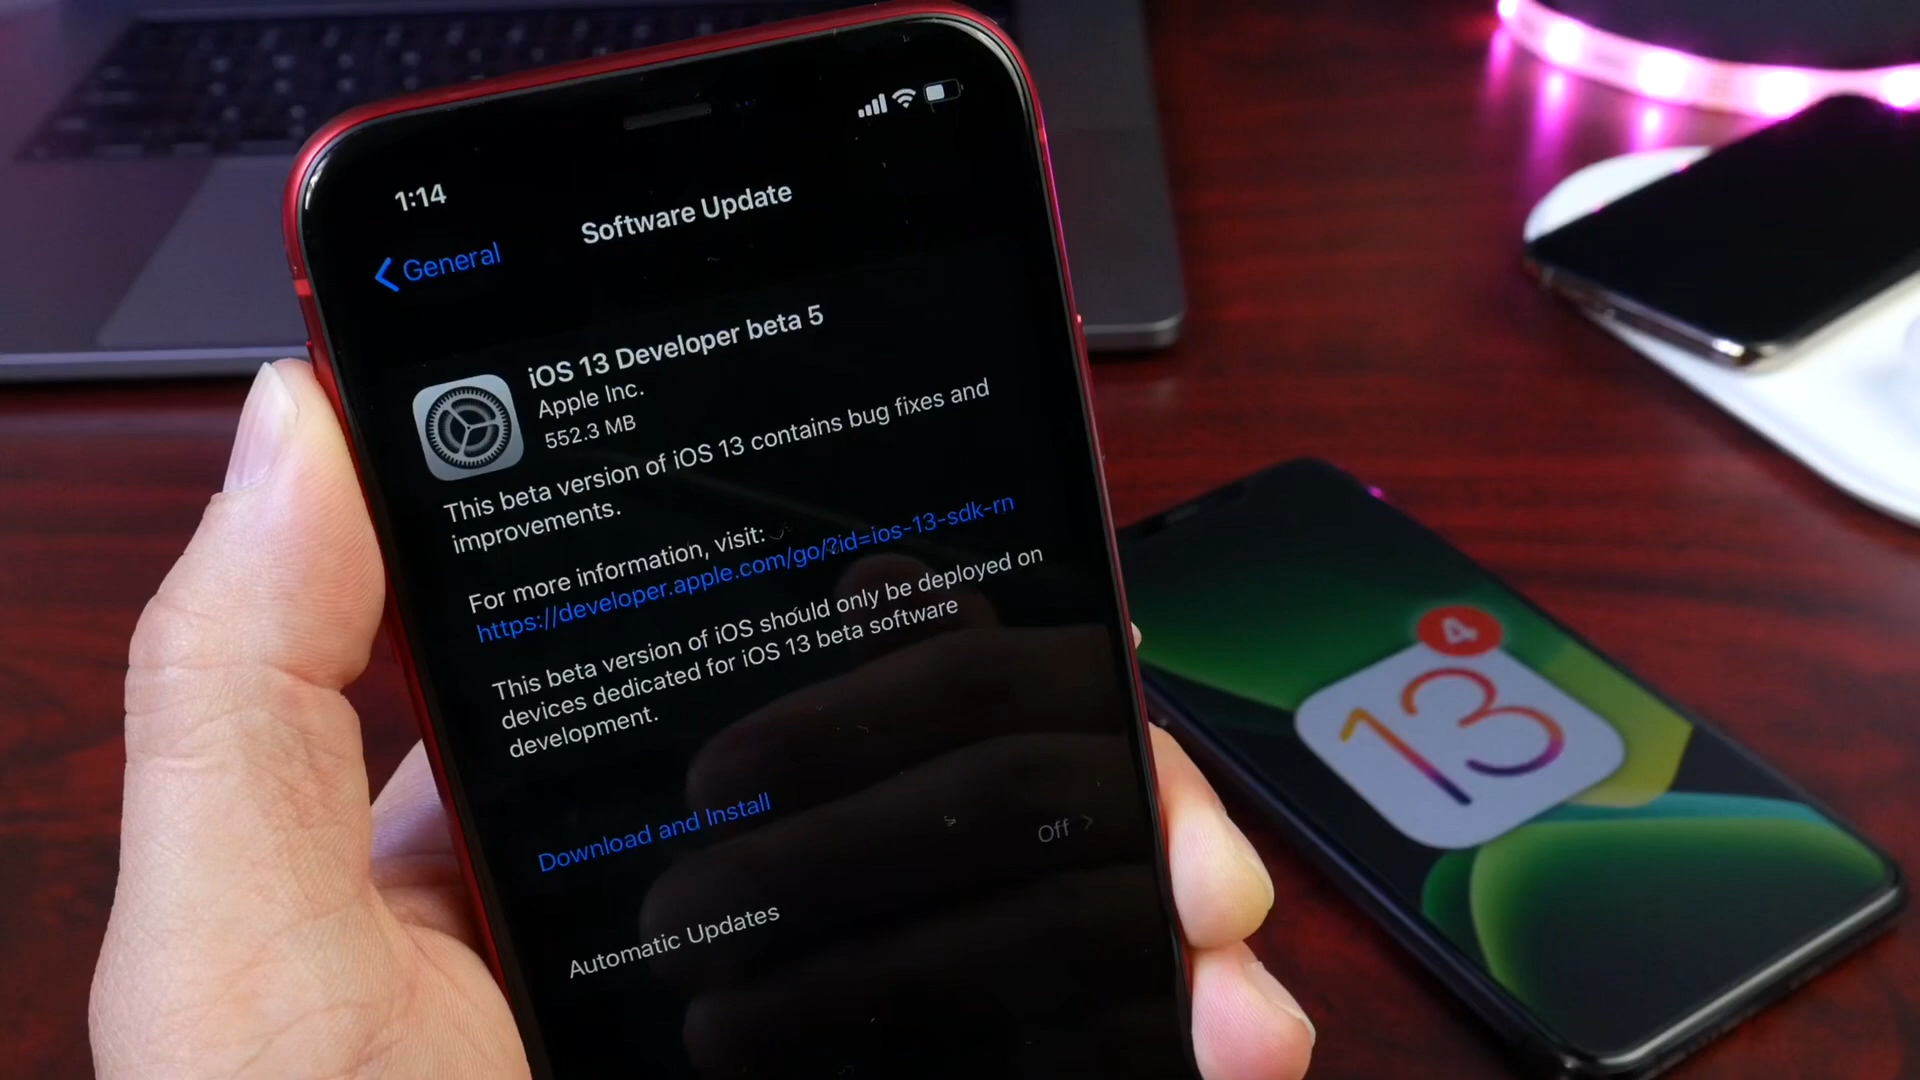 1:14
General
Software Update
iOS 13 Developer beta 5
Apple Inc.
552.3 MB
This beta version of iOS 13 contains bug fixes and
improvements.
For more information, visit:
https://developer.apple.com/go/?id=ios-13-sdk-rn
This beta version of iOS should only be deployed on
devices dedicated for iOS 13 beta software
development.
Download and Install
Automatic Updates
Off
4
13